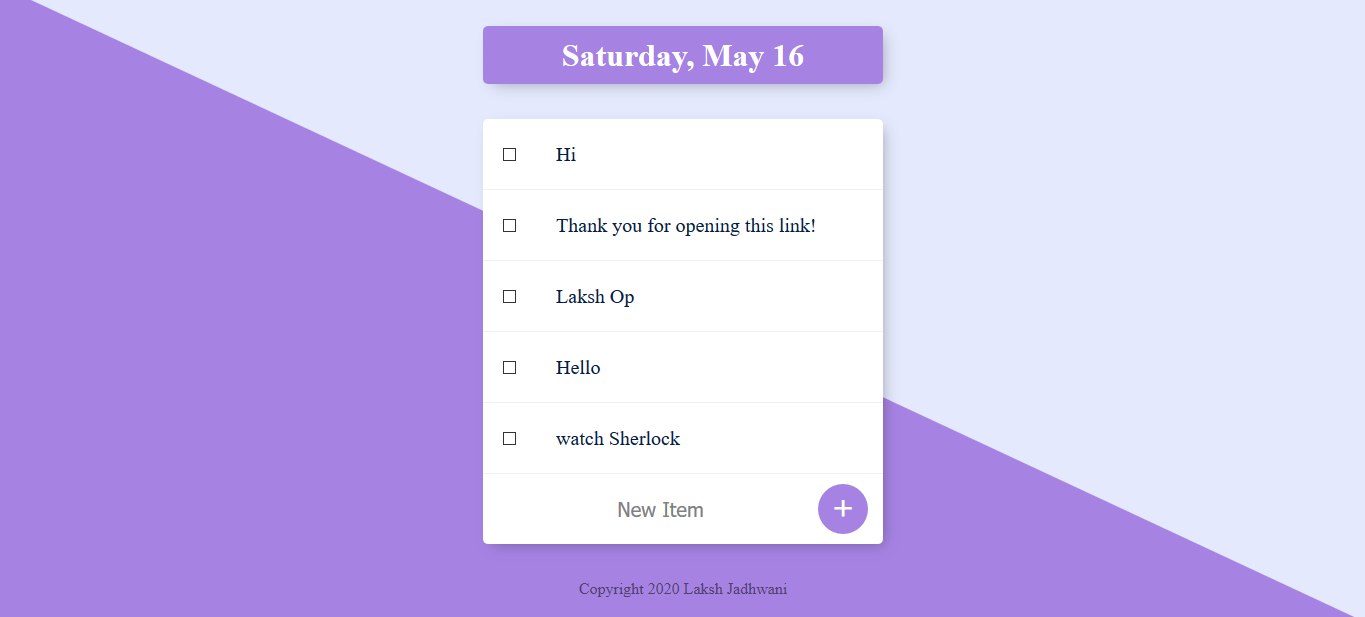 Saturday, May 16
Hi
Thank you for opening this link!
Laksh Op
Hello
watch Sherlock
New Item +
Copyright 2020 Laksh Jadhwani